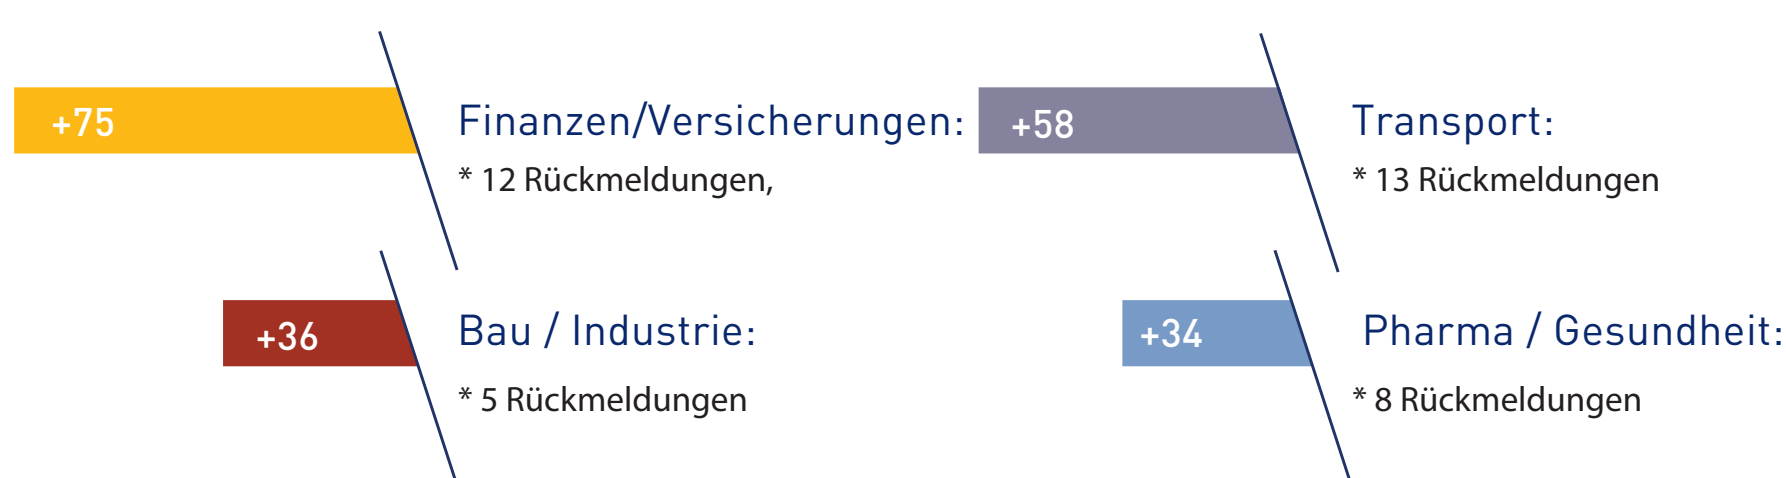 +75
Finanzen/Versicherungen:
* 12 Rückmeldungen,
+58
Transport:
* 13 Rückmeldungen
+36
Bau / Industrie:
* 5 Rückmeldungen
+34
Pharma / Gesundheit:
* 8 Rückmeldungen